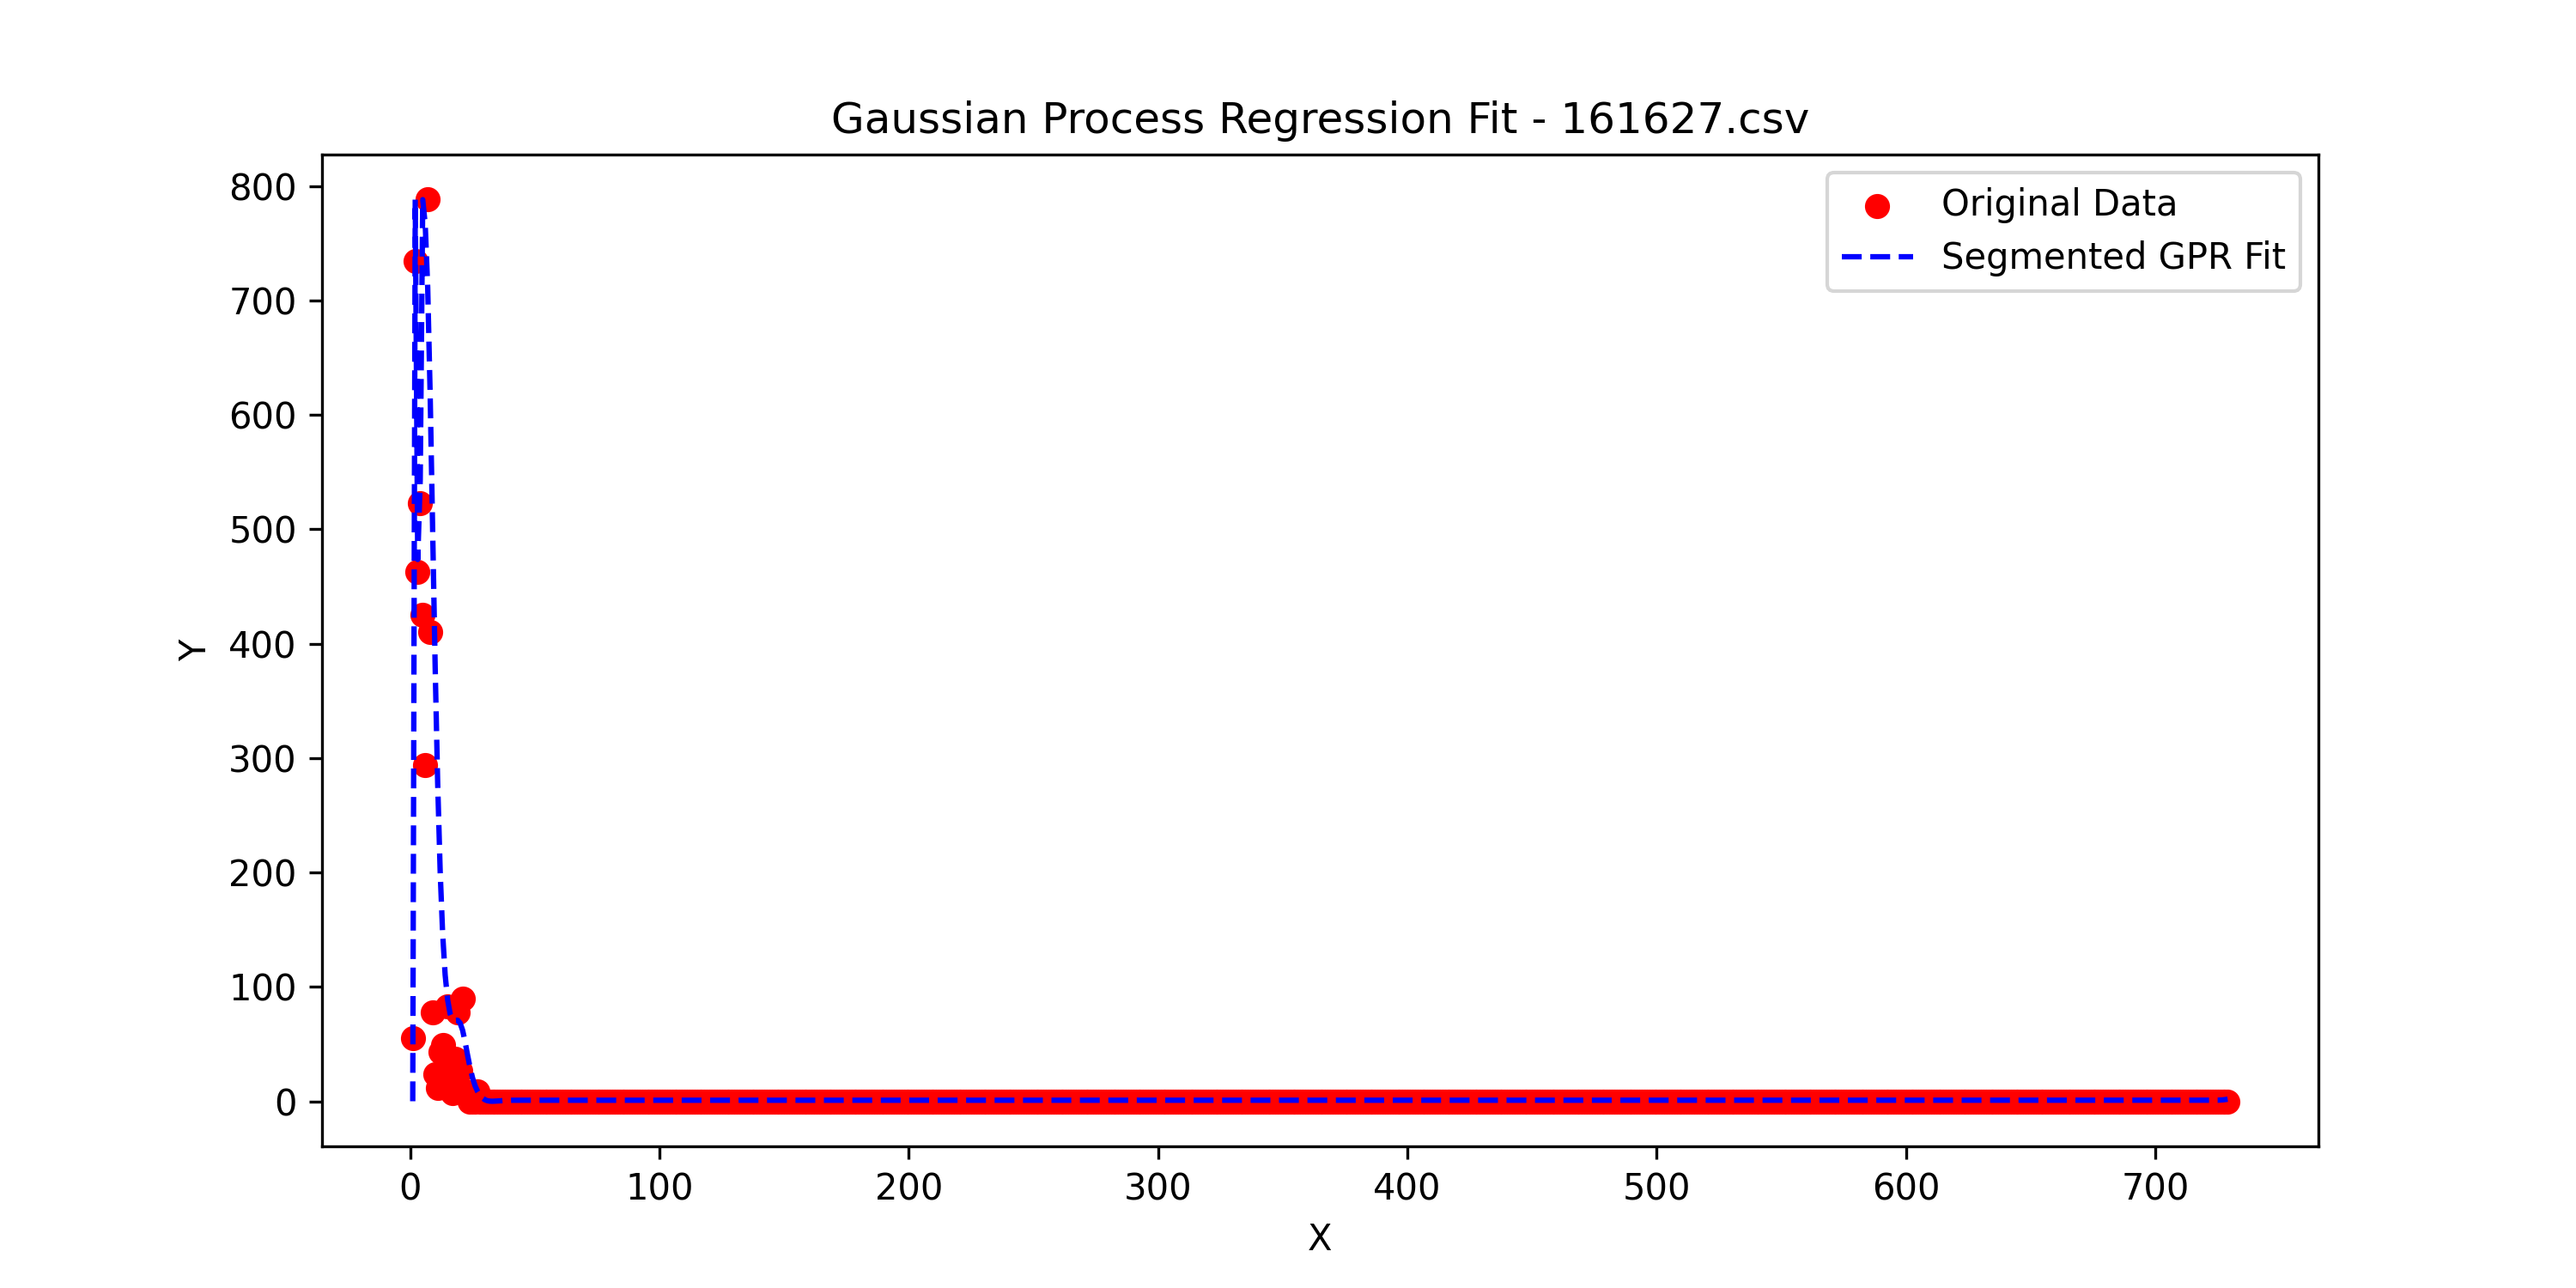 Gaussian Process Regression Fit - 161627.csv
Original Data
Segmented GPR Fit
800
700
600
500
400
300
200
100
0
Y
0 100 200 300 400 500 600 700
X